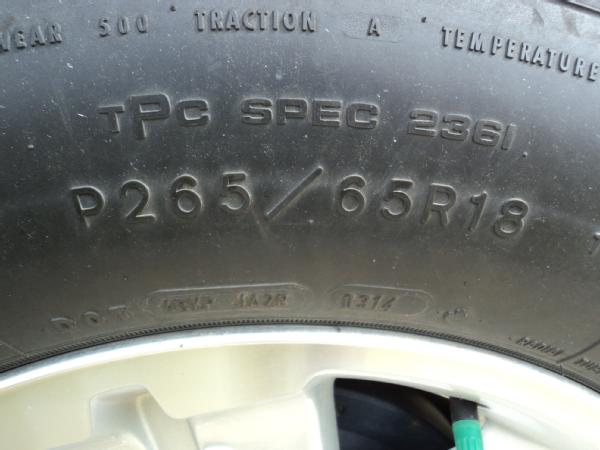 WEAR 500 TRACTION A TEMPERATURE
TPC SPEC 2361
P265/65R18
DOT 0314